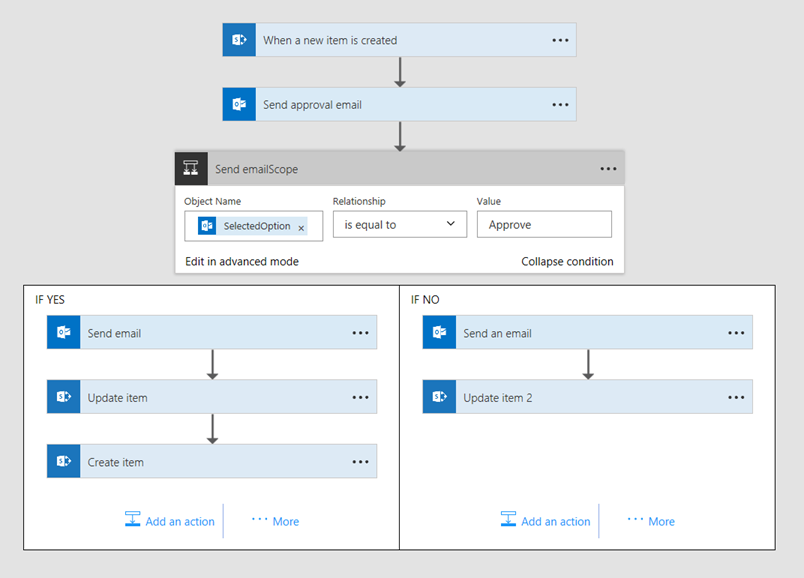 When a new item is created
Send approval email
Send emailScope
Object Name Relationship Value
SelectedOption × is equal to Approve
Edit in advanced mode Collapse condition
IF YES
Send email
Update item
Create item
Add an action More
IF NO
Send an email
Update item 2
Add an action More